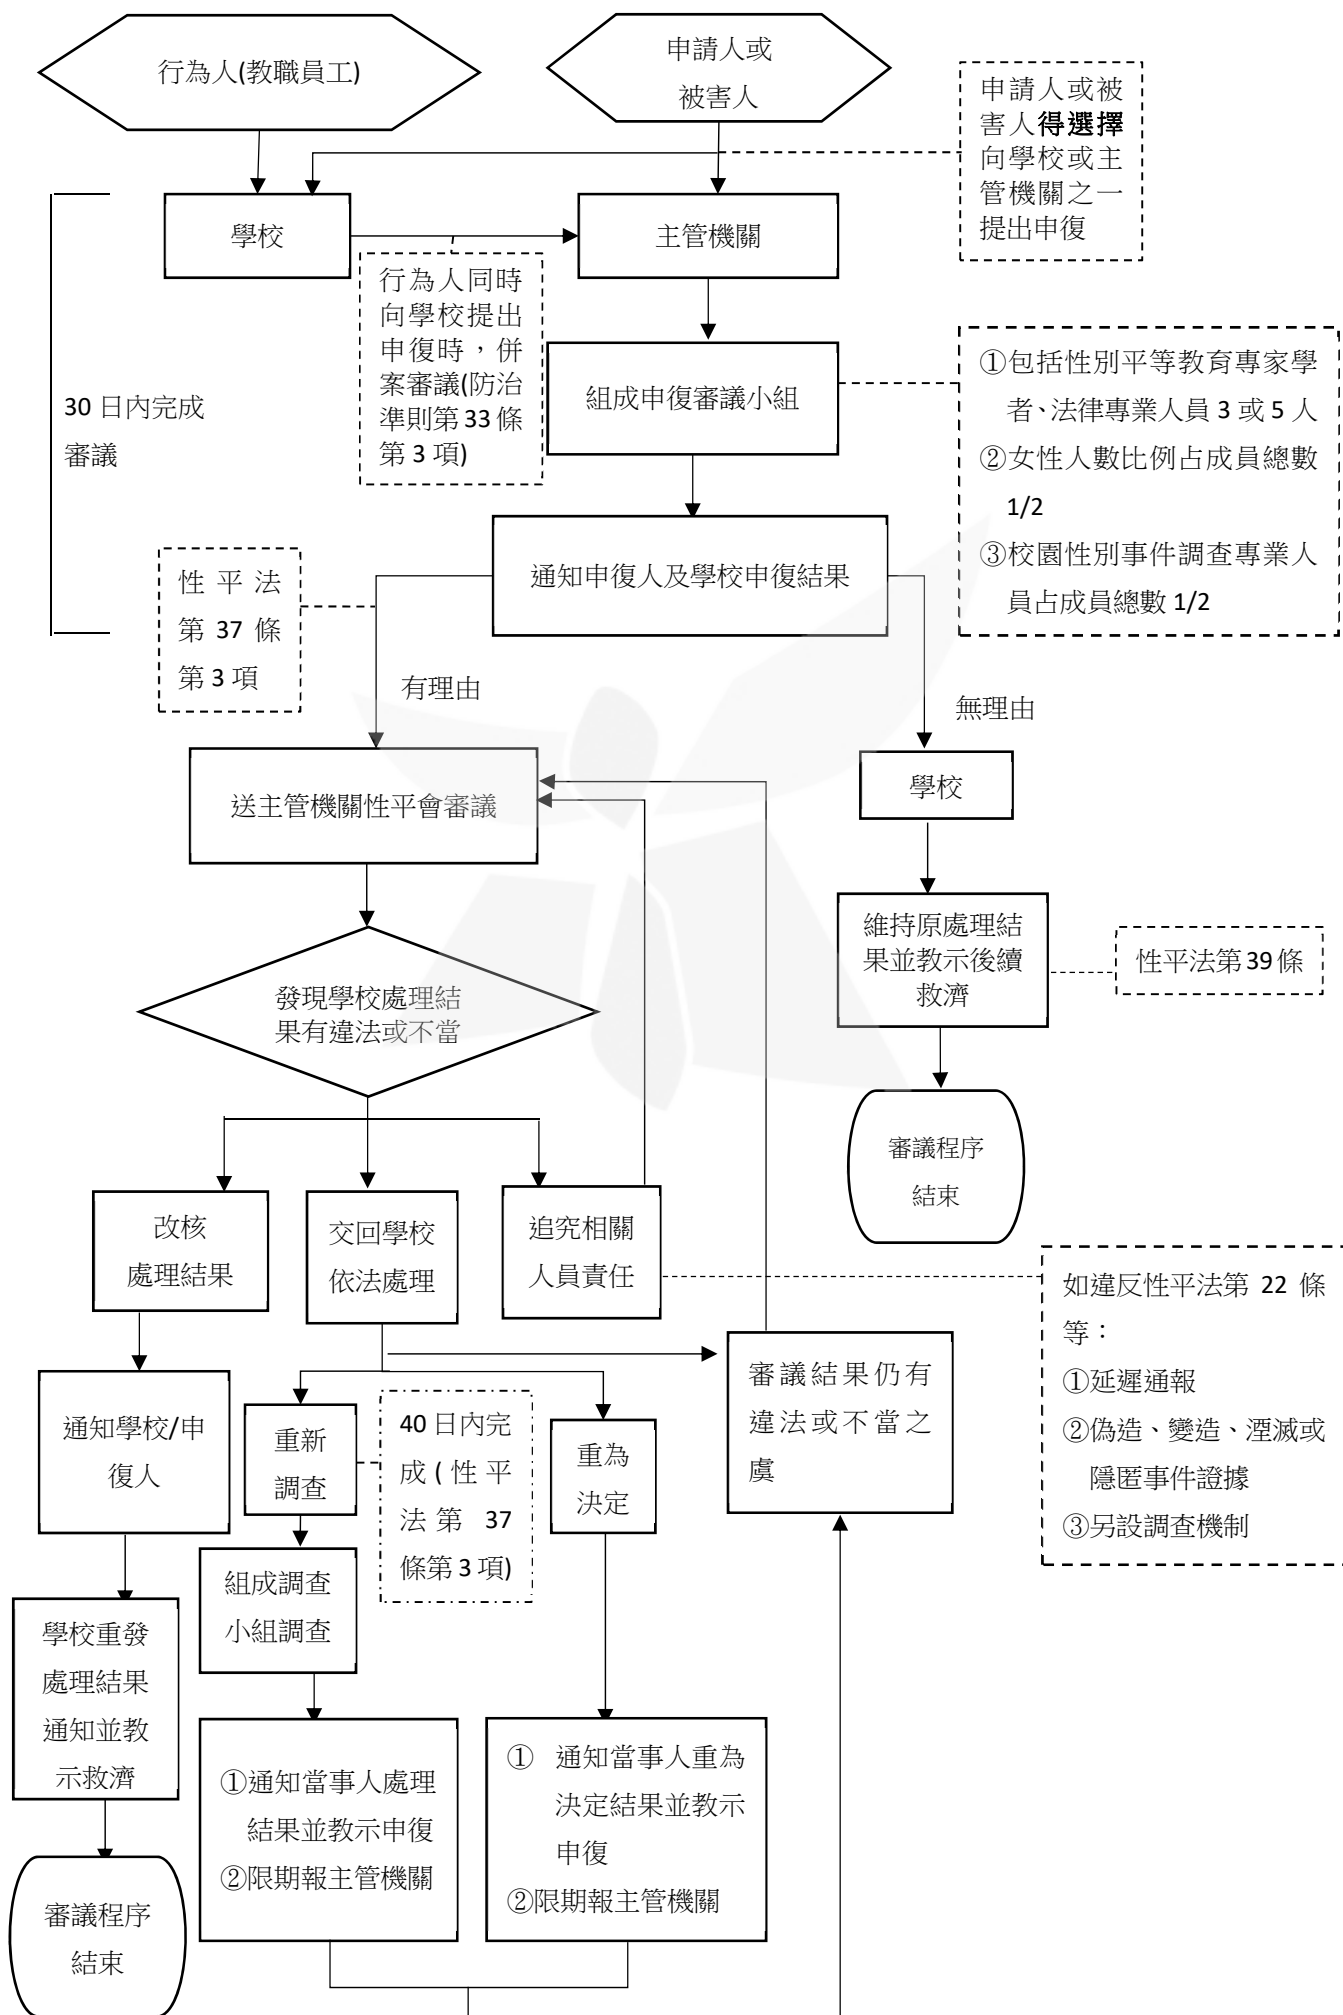 行為人(教職員工)
申請人或
被害人
申請人或被
害人得選擇
向學校或主
管機關之一
提出申復
學校
主管機關
行為人同時
向學校提出
申復時，併
案審議(防治
準則第 33 條
第 3 項)
30 日內完成
審議
組成申復審議小組
①包括性別平等教育專家學
者、法律專業人員 3 或 5 人
②女性人數比例占成員總數
1/2
③校園性別事件調查專業人
員占成員總數 1/2
通知申復人及學校申復結果
性平法
第 37 條
第 3 項
有理由
無理由
送主管機關性平會審議
學校
維持原處理結
果並教示後續
救濟
性平法第 39 條
發現學校處理結
果有違法或不當
審議程序
結束
改核
處理結果
交回學校
依法處理
追究相關
人員責任
如違反性平法第 22 條
等：
①延遲通報
②偽造、變造、湮滅或
隱匿事件證據
③另設調查機制
審議結果仍有
違法或不當之
虞
通知學校/申
復人
重新
調查
40 日內完
成(性平
法第 37
條第 3 項)
重為
決定
組成調查
小組調查
學校重發
處理結果
通知並教
示救濟
①通知當事人處理
結果並教示申復
②限期報主管機關
① 通知當事人重為
決定結果並教示
申復
②限期報主管機關
審議程序
結束